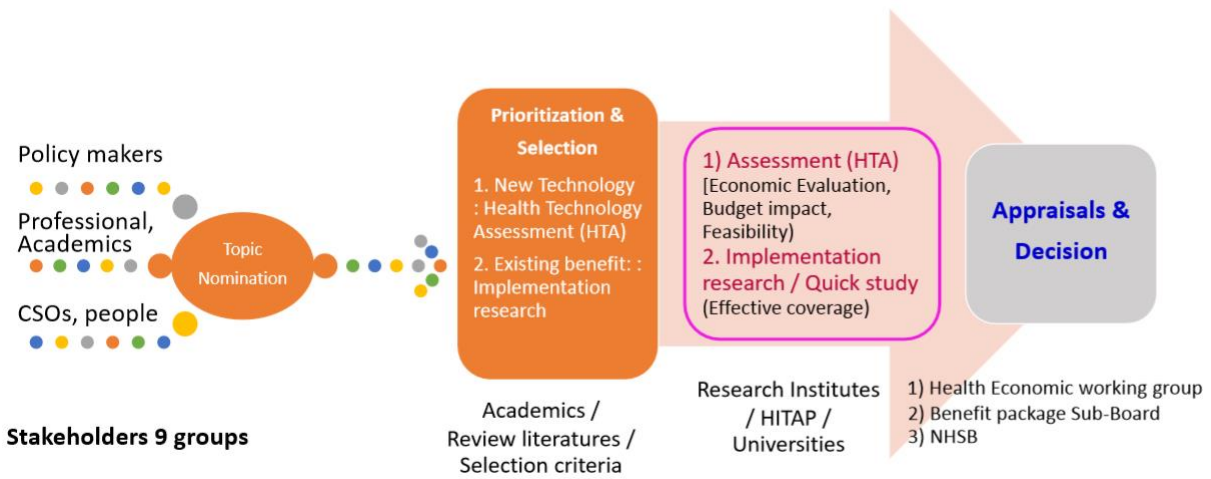 Policy makers
Professional,
Academics
CSOs, people
Stakeholders 9 groups
Topic
Nomination
Prioritization &
Selection
1. New Technology
: Health Technology
Assessment (HTA)
2. Existing benefit: :
Implementation
research
Academics /
Review literatures /
Selection criteria
1) Assessment (HTA)
[Economic Evaluation,
Budget impact,
Feasibility)
2. Implementation
research / Quick study
(Effective coverage)
Research Institutes
/ HITAP /
Universities
Appraisals &
Decision
1) Health Economic working group
2) Benefit package Sub-Board
3) NHSB